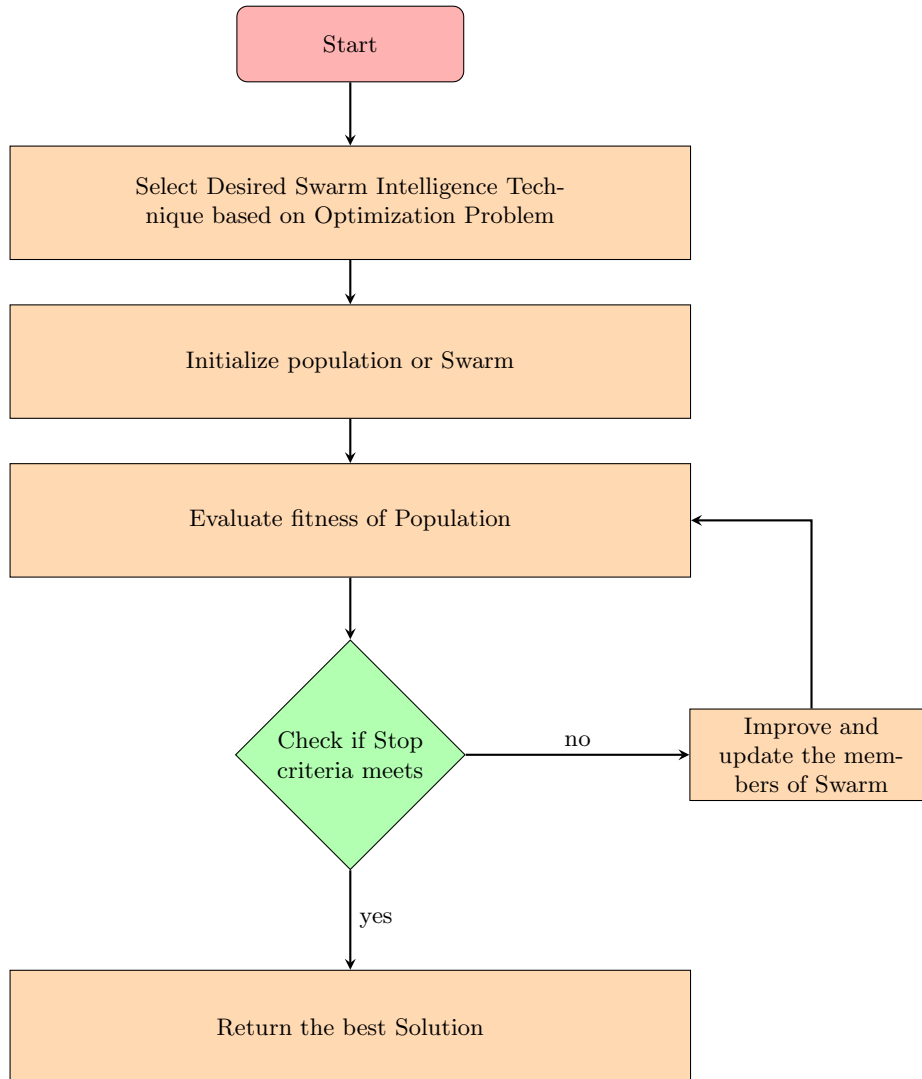 Start
Select Desired Swarm Intelligence Tech-
nique based on Optimization Problem
Initialize population or Swarm
Evaluate fitness of Population
Check if Stop
criteria meets
no
Improve and
update the mem-
bers of Swarm
yes
Return the best Solution